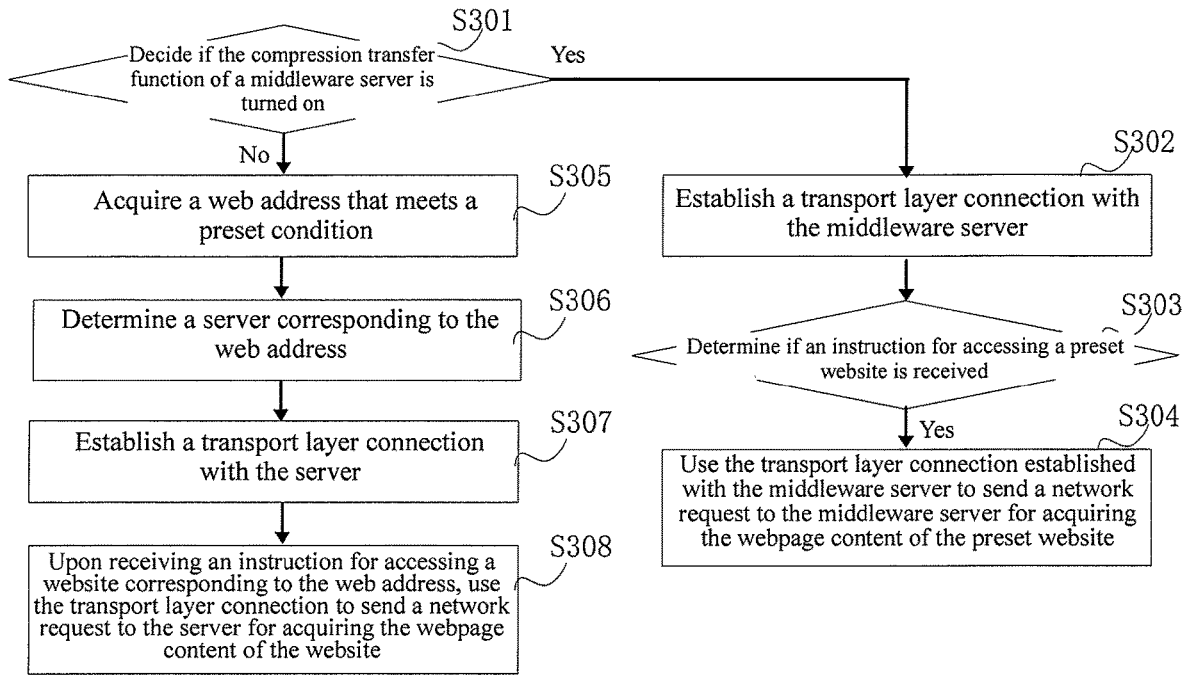 S301
Decide if the compression transfer
function of a middleware server is
turned on
Yes
No
S305
Acquire a web address that meets a
preset condition
S306
Determine a server corresponding to the
web address
S307
Establish a transport layer connection
with the server
S308
Upon receiving an instruction for accessing a
website corresponding to the web address, use
the transport layer connection to send a network
request to the server for acquiring the webpage
content of the website
S302
Establish a transport layer connection with
the middleware server
S303
Determine if an instruction for accessing a preset
website is received
Yes
S304
Use the transport layer connection established
with the middleware server to send a network
request to the middleware server for acquiring
the webpage content of the preset website